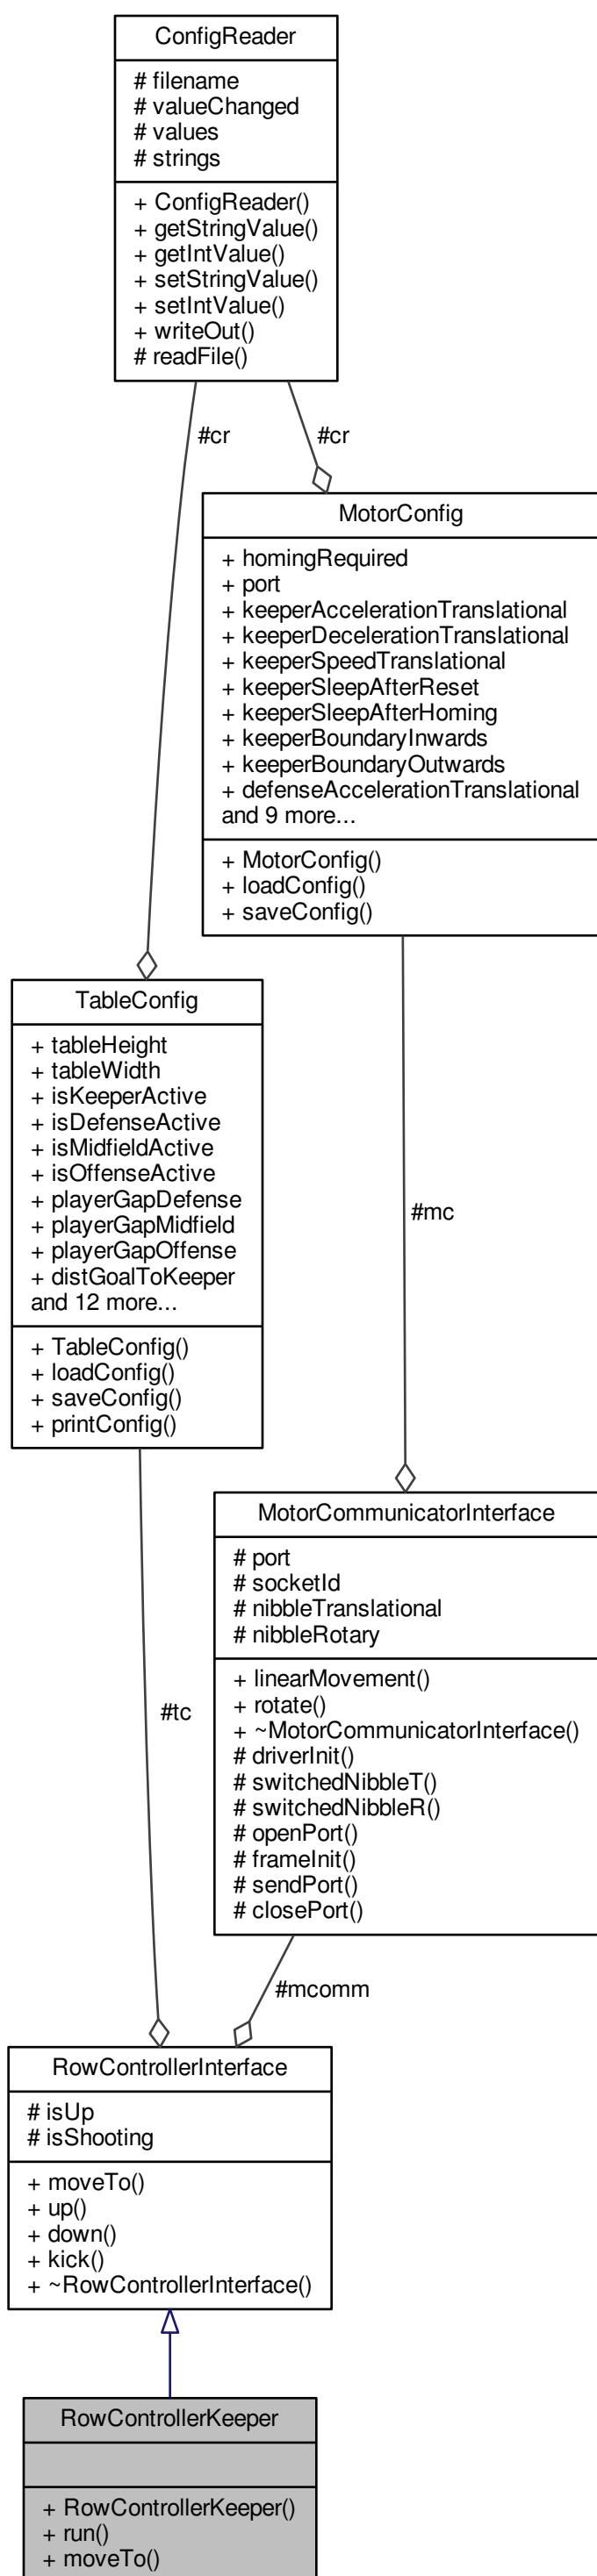 ConfigReader
# filename
# valueChanged
# values
# strings
+ ConfigReader()
+ getStringValue()
+ getIntValue()
+ setStringValue()
+ setIntValue()
+ writeOut()
# readFile()
#cr
#cr
MotorConfig
+ homingRequired
+ port
+ keeperAccelerationTranslational
+ keeperDecelerationTranslational
+ keeperSpeedTranslational
+ keeperSleepAfterReset
+ keeperSleepAfterHoming
+ keeperBoundaryInwards
+ keeperBoundaryOutwards
+ defenseAccelerationTranslational
and 9 more...
+ MotorConfig()
+ loadConfig()
+ saveConfig()
TableConfig
+ tableHeight
+ tableWidth
+ isKeeperActive
+ isDefenseActive
+ isMidfieldActive
+ isOffenseActive
+ playerGapDefense
+ playerGapMidfield
+ playerGapOffense
+ distGoalToKeeper
and 12 more...
+ TableConfig()
+ loadConfig()
+ saveConfig()
+ printConfig()
#mc
MotorCommunicatorInterface
# port
# socketId
# nibbleTranslational
# nibbleRotary
+ linearMovement()
+ rotate()
+ ~MotorCommunicatorInterface()
# driverInit()
# switchedNibbleT()
# switchedNibbleR()
# openPort()
# frameInit()
# sendPort()
# closePort()
#tc
#mcomm
RowControllerInterface
# isUp
# isShooting
+ moveTo()
+ up()
+ down()
+ kick()
+ ~RowControllerInterface()
RowControllerKeeper
+ RowControllerKeeper()
+ run()
+ moveTo()